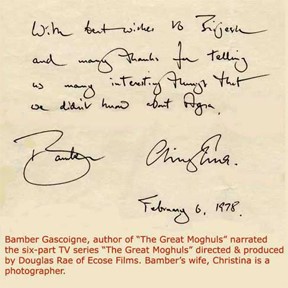 With best wishes to Brijesh
and many thanks for telling
us many interesting things that
we didn't know about Agra.
Bamber Christina.
February 6, 1978.
Bamber Gascoigne, author of "The Great Moghuls" narrated
the six-part TV series "The Great Moghuls" directed & produced
by Douglas Rae of Ecose Films. Bamber's wife, Christina is a
photographer.